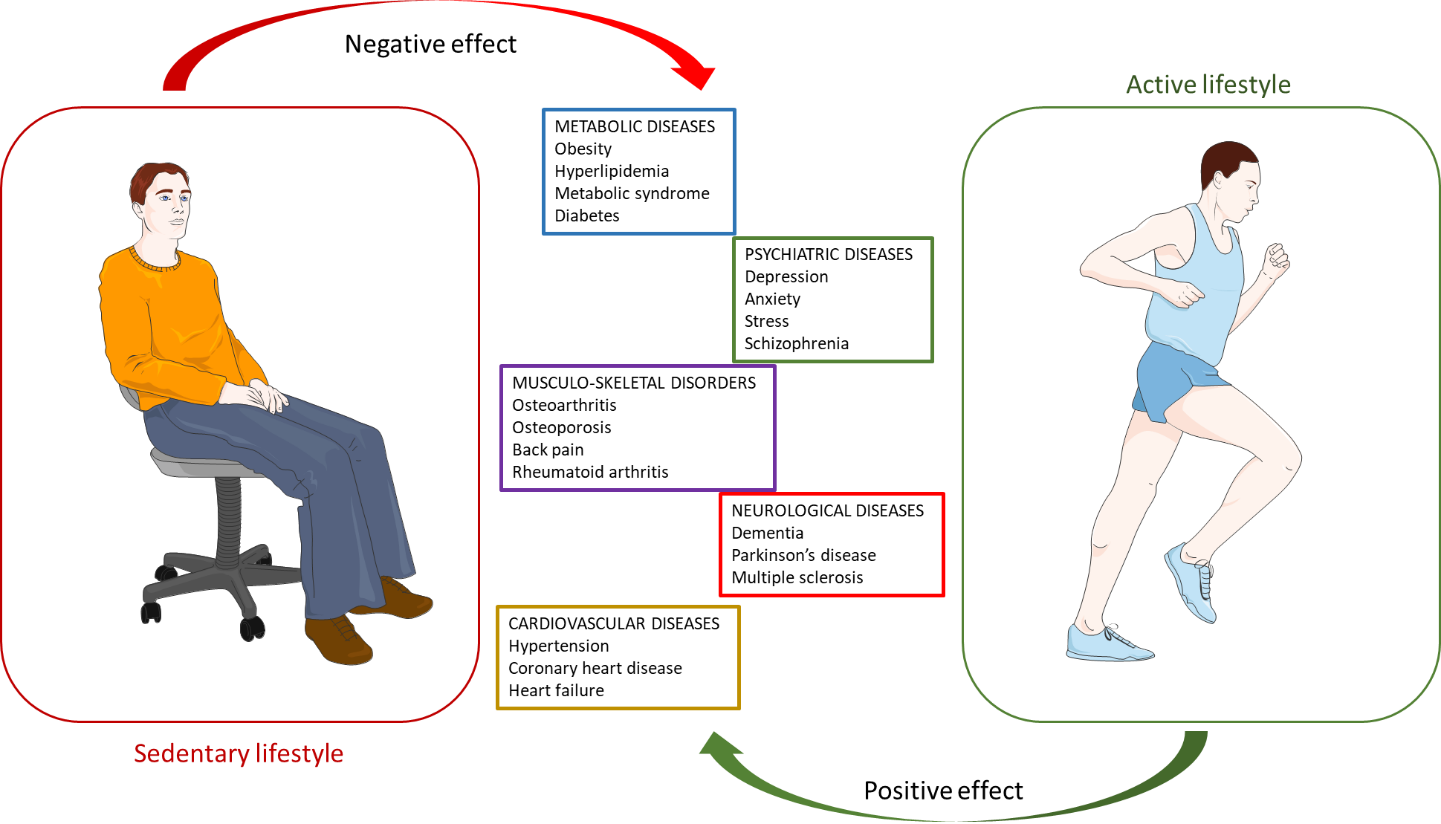 Negative effect
Active lifestyle
METABOLIC DISEASES
Obesity
Hyperlipidemia
Metabolic syndrome
Diabetes
PSYCHIATRIC DISEASES
Depression
Anxiety
Stress
Schizophrenia
MUSCULO-SKELETAL DISORDERS
Osteoarthritis
Osteoporosis
Back pain
Rheumatoid arthritis
NEUROLOGICAL DISEASES
Dementia
Parkinson’s disease
Multiple sclerosis
CARDIOVASCULAR DISEASES
Hypertension
Coronary heart disease
Heart failure
Sedentary lifestyle
Positive effect